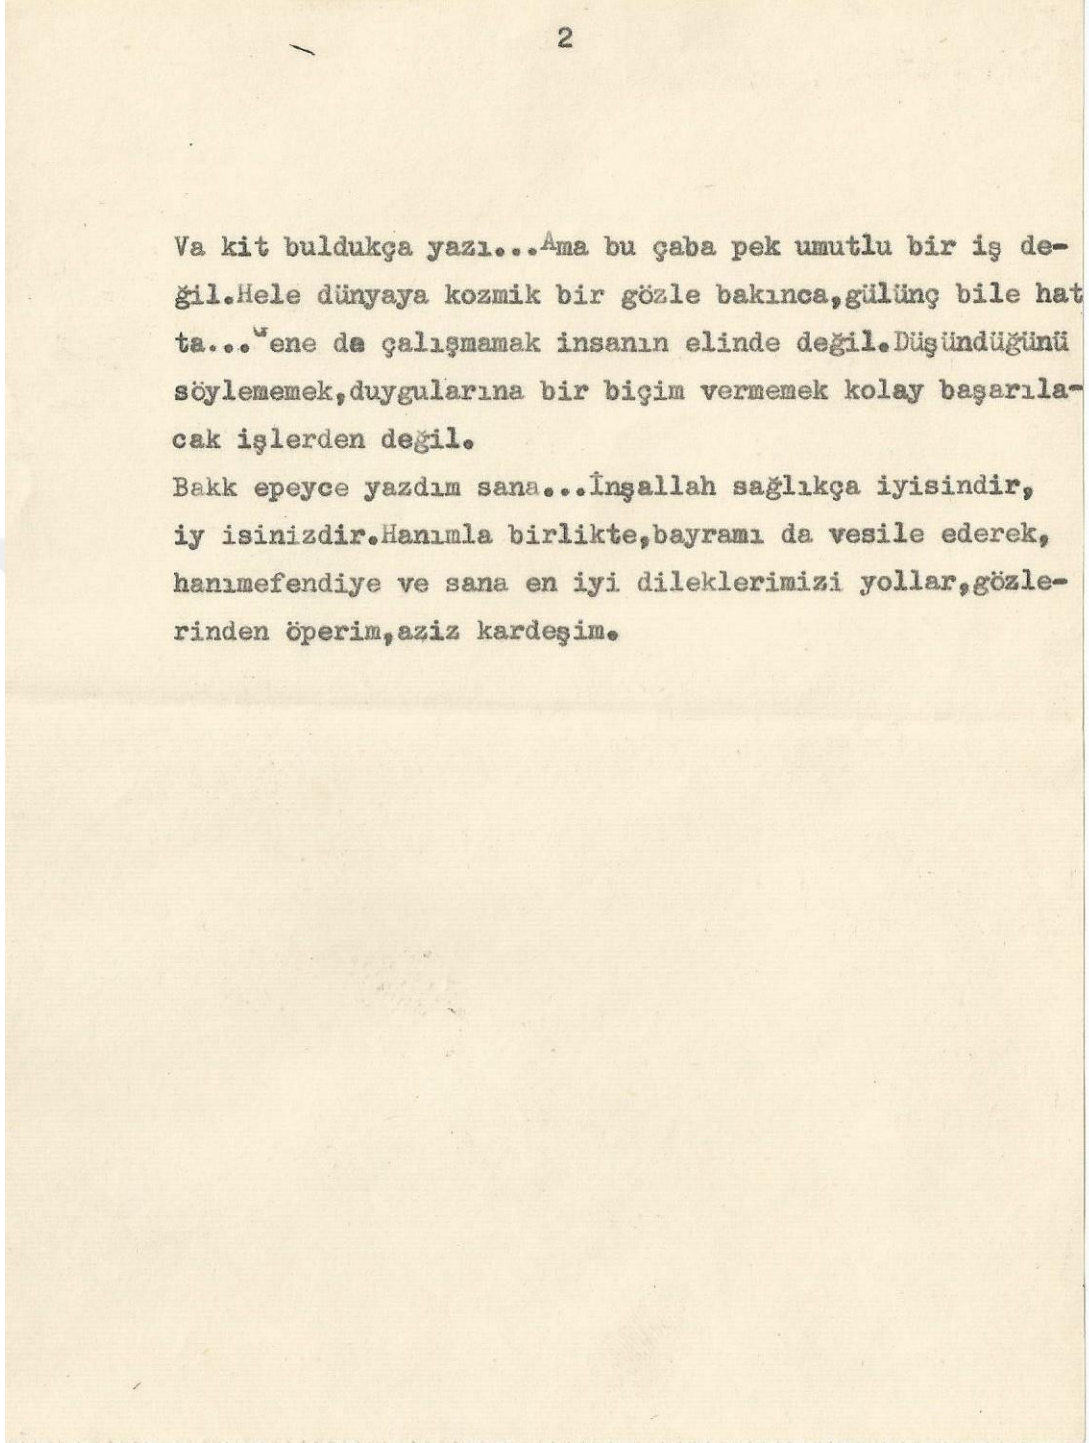 2
Va kit buldukça yazı...Ama bu çaba pek umutlu bir iş de-
ğil.Hele dünyaya kozmik bir gözle bakınca,gülünç bile hat
ta...Yene de çalışmamak insanın elinde değil.Düşündüğünü
söylememek,duygularına bir biçim vermemek kolay başarıla-
cak işlerden değil.
Bakk epeyce yazdım sana...İnşallah sağlıkça iyisindir,
iy isinizdir.Hanımla birlikte,bayramı da vesile ederek,
hanımefendiye ve sana en iyi dileklerimizi yollar,gözle-
rinden öperim,aziz kardeşim.